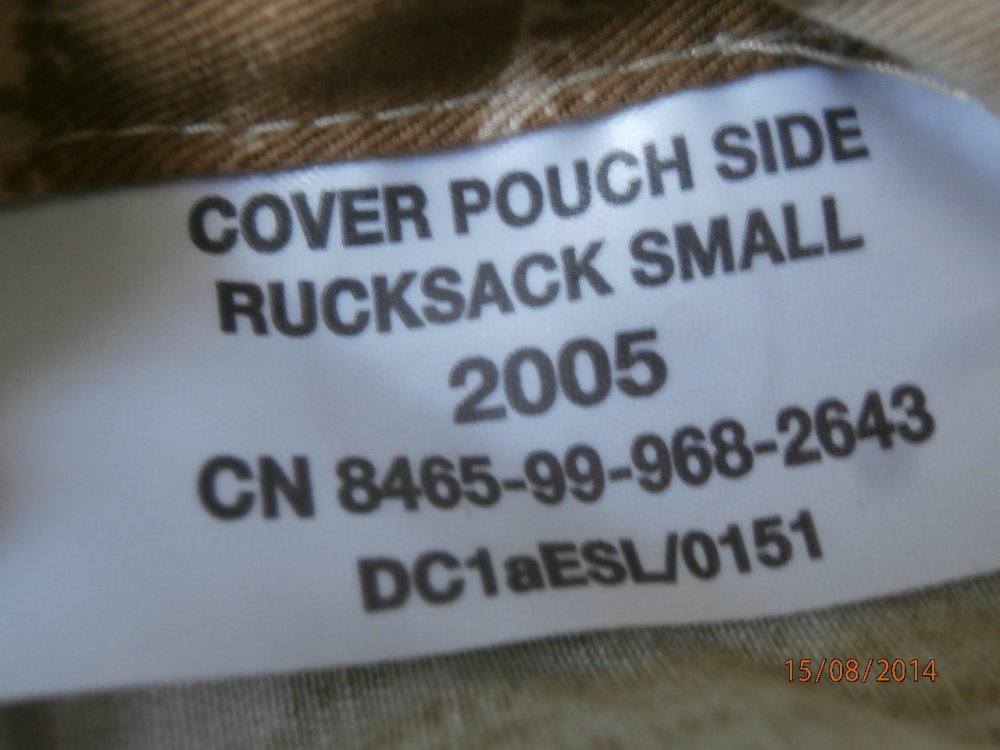 COVER POUCH SIDE
RUCKSACK SMALL
2005
CN 8465-99-968-2643
DC1aESL/0151
15/08/2014